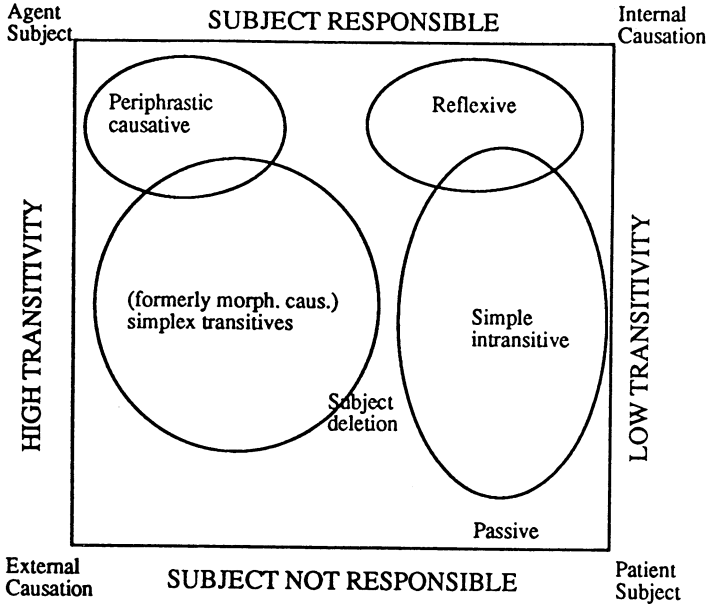 Agent
Subject
SUBJECT RESPONSIBLE
Internal
Causation
Periphrastic
causative
Reflexive
HIGH TRANSITIVITY
(formerly morph. caus.)
simplex transitives
Simple
intransitive
LOW TRANSITIVITY
Subject
deletion
Passive
External
Causation
SUBJECT NOT RESPONSIBLE
Patient
Subject